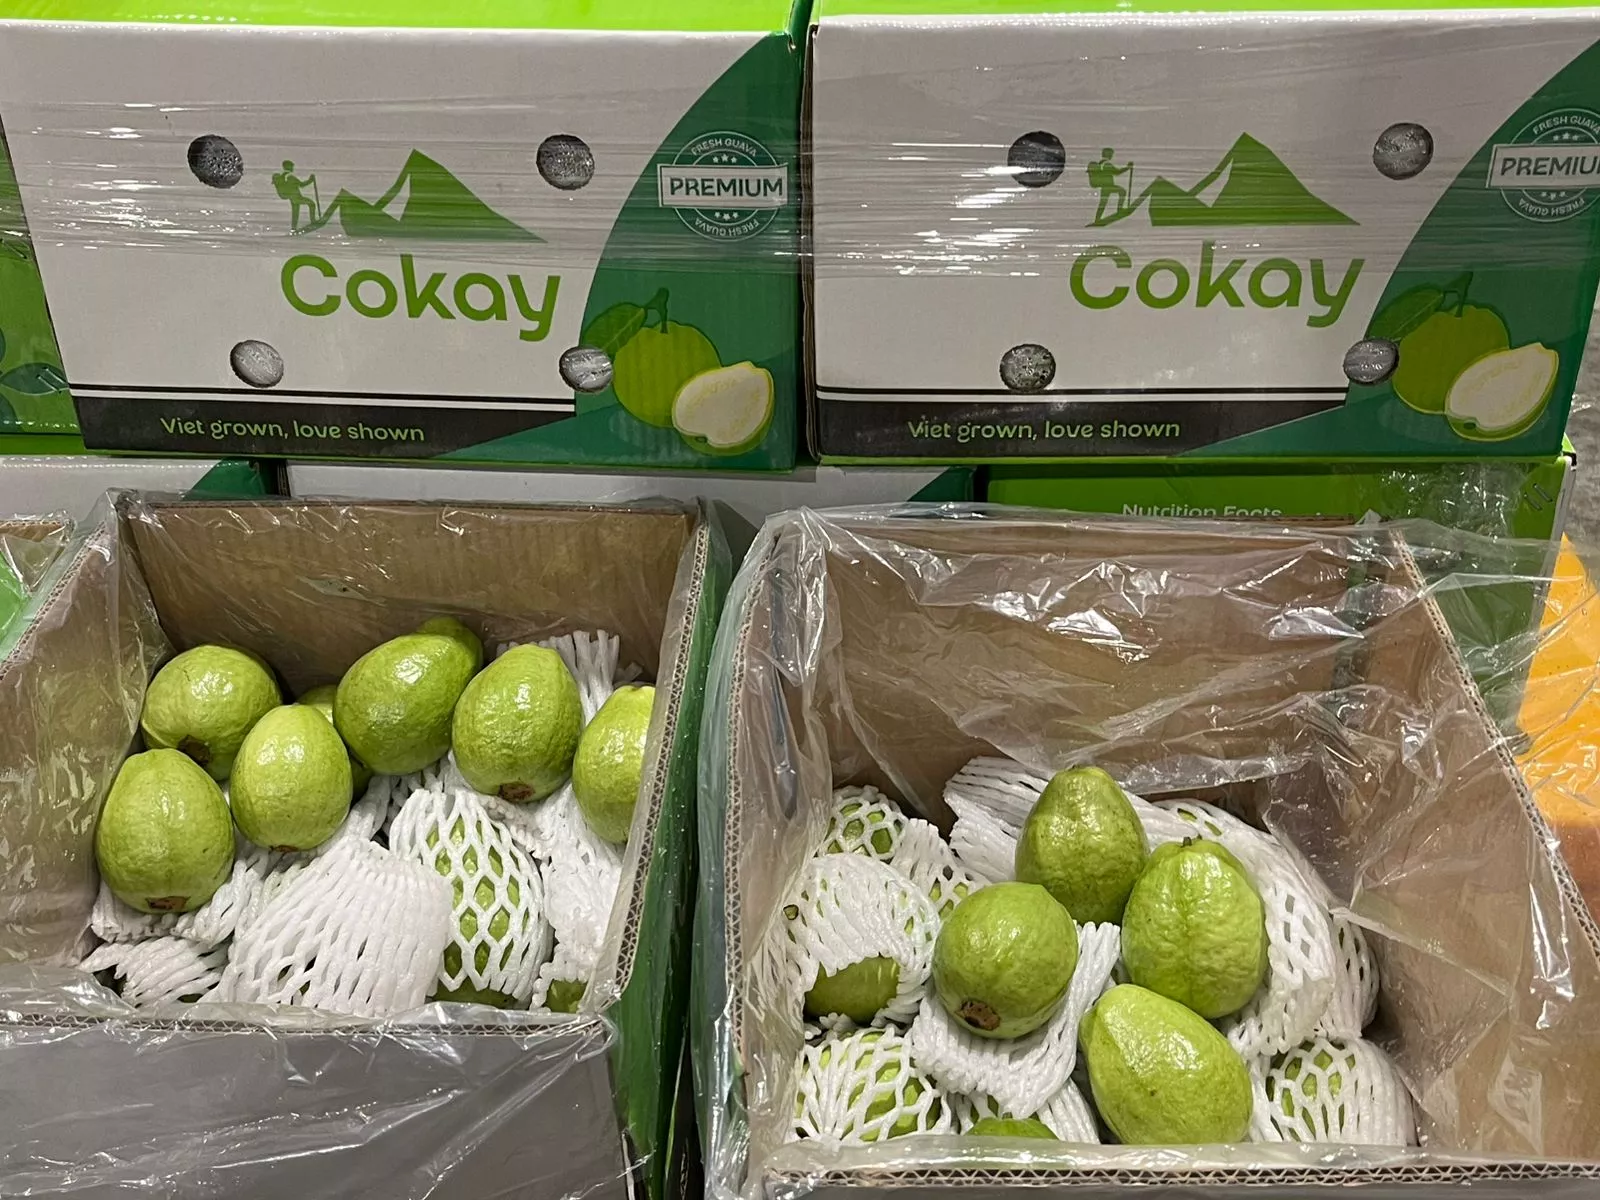 FRESH GUAVA
PREMIUM
FRESH GUAVA
Cokay
Viet grown, love shown
FRESH GUAVA
PREMIU
FRESH GUAVA
Cokay
Viet grown, love shown
Nutrition Facts